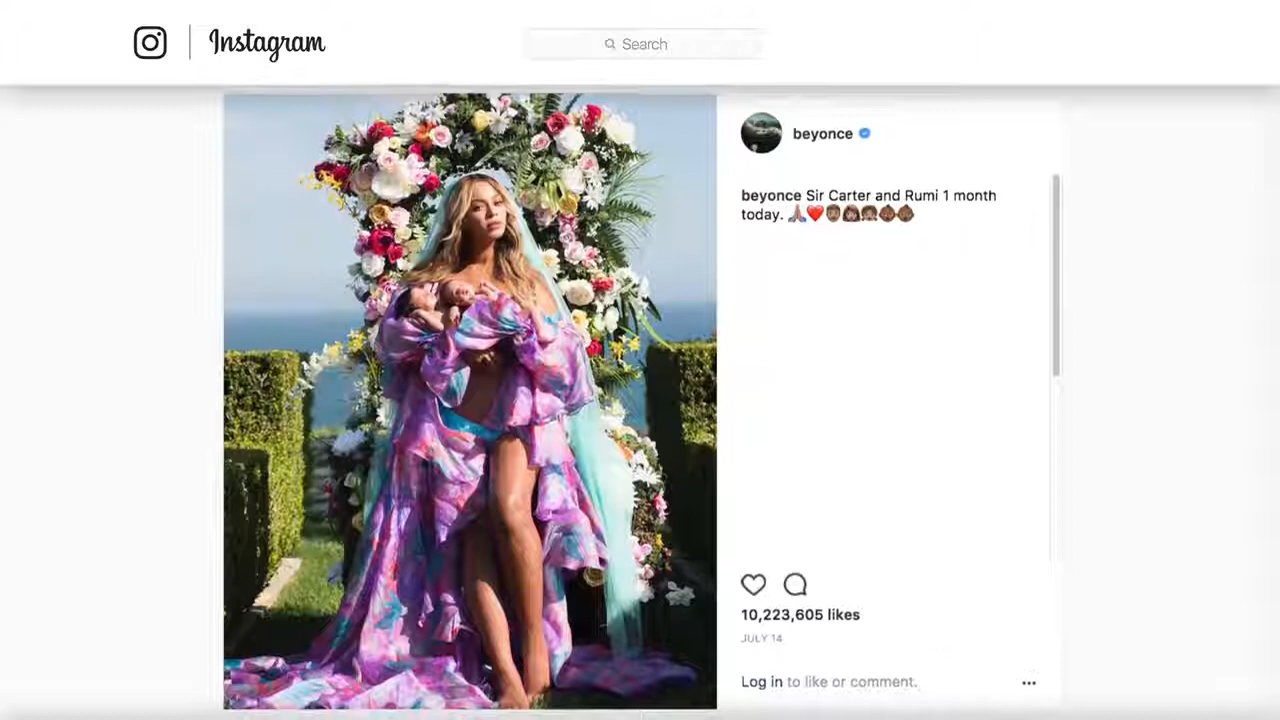 Instagram
Search
beyonce
beyonce Sir Carter and Rumi 1 month
today. 🙏🏽❤️👨🏽👩🏽👧🏽👶🏾👶🏾
10,223,605 likes
JULY 14
Log in to like or comment.